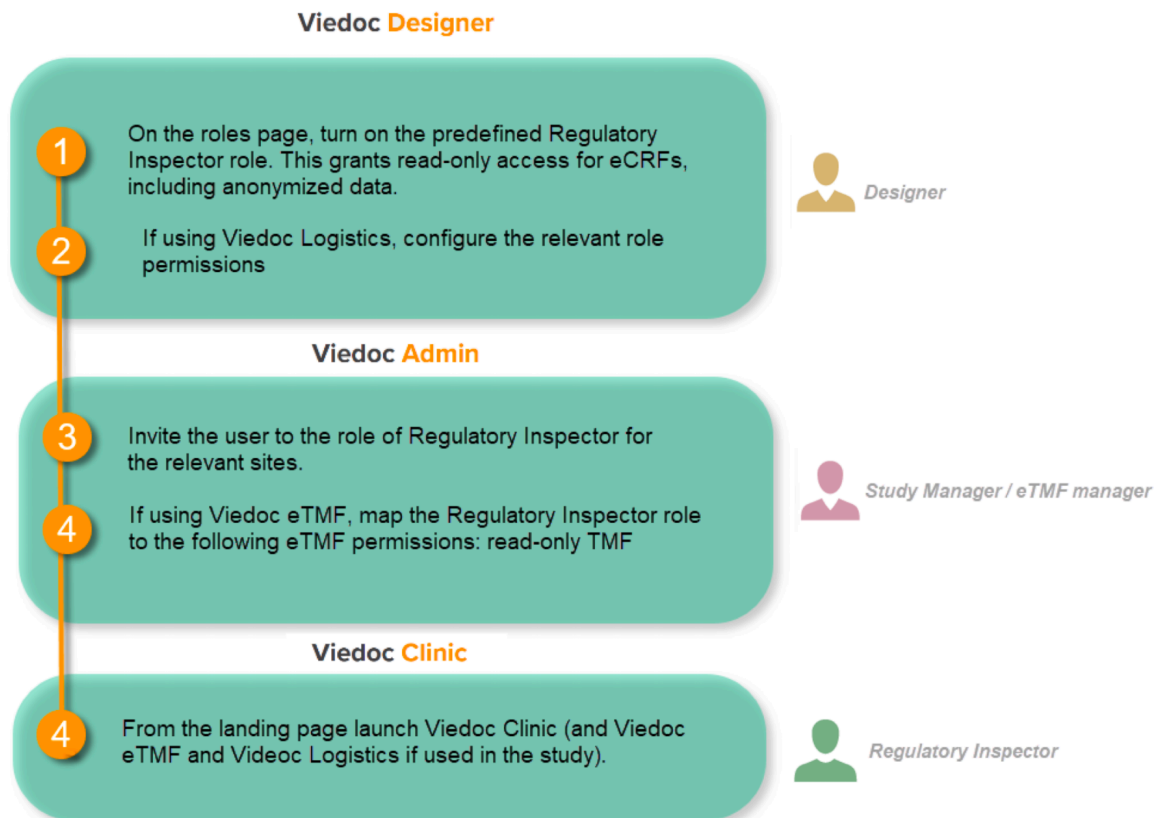 Viedoc Designer
1
On the roles page, turn on the predefined Regulatory
Inspector role. This grants read-only access for eCRFs,
including anonymized data.
Designer
2
If using Viedoc Logistics, configure the relevant role
permissions
Viedoc Admin
3
Invite the user to the role of Regulatory Inspector for
the relevant sites.
Study Manager / eTMF manager
4
If using Viedoc eTMF, map the Regulatory Inspector role
to the following eTMF permissions: read-only TMF
Viedoc Clinic
4
From the landing page launch Viedoc Clinic (and Viedoc
eTMF and Videoc Logistics if used in the study).
Regulatory Inspector